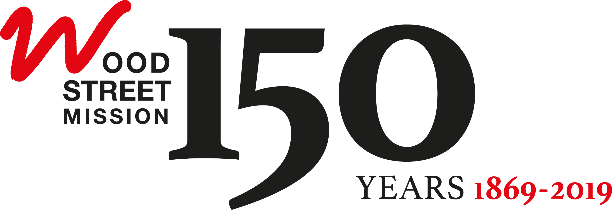 WOOD
STREET
MISSION
150
YEARS 1869-2019